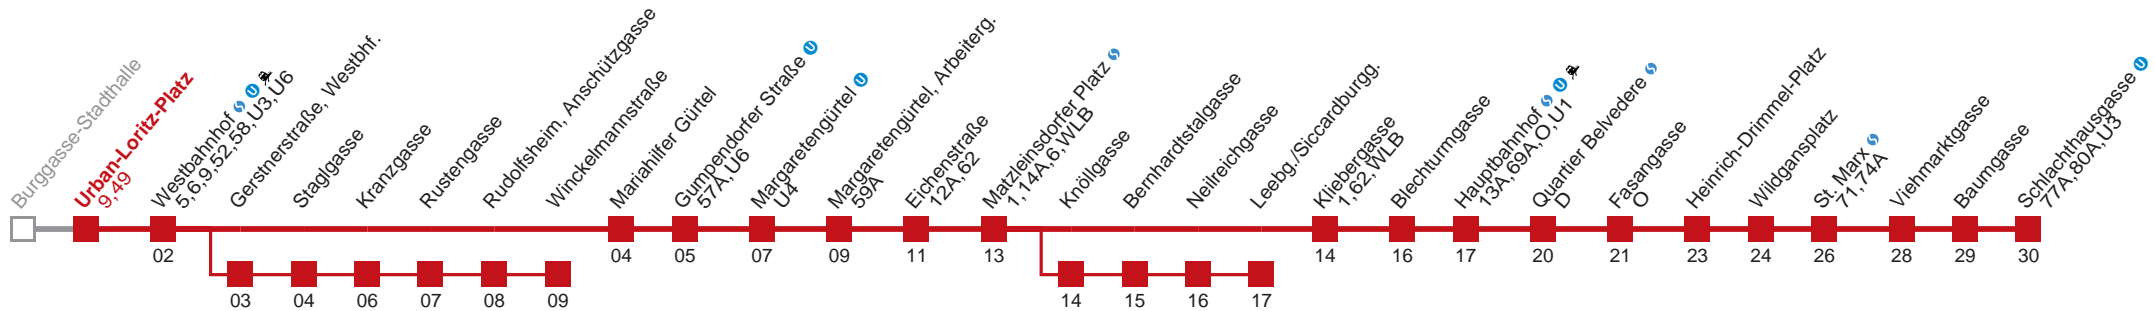 Burggasse-Stadthalle
Urban-Loritz-Platz
9,49
Westbahnhof
5,6,9,52,58,U3,U6
Gerstnerstraße, Westbhf.
Staglgasse
Kranzgasse
Rustengasse
Rudolfsheim, Anschützgasse
Winckelmannstraße
Mariahilfer Gürtel
Gumpendorfer Straße
57A,U6
Margaretengürtel
U4
Margaretengürtel, Arbeiterg.
59A
Eichenstraße
12A,62
Matzleinsdorfer Platz
1,14A,6,WLB
Knöllgasse
Bernhardtstalgasse
Neilreichgasse
Leebg./Siccardburgg.
Kliebergasse
1,62,WLB
Blechturmgasse
Hauptbahnhof
13A,69A,O,U1
Quartier Belvedere
D
Fasangasse
O
Heinrich-Drimmel-Platz
Wildgansplatz
St. Marx
71,74A
Viehmarktgasse
Baumgasse
Schlachthausgasse
77A,80A,U3
02 04 05 07 09 11 13 14 16 17 20 21 23 24 26 28 29 30
03 04 06 07 08 09 14 15 16 17